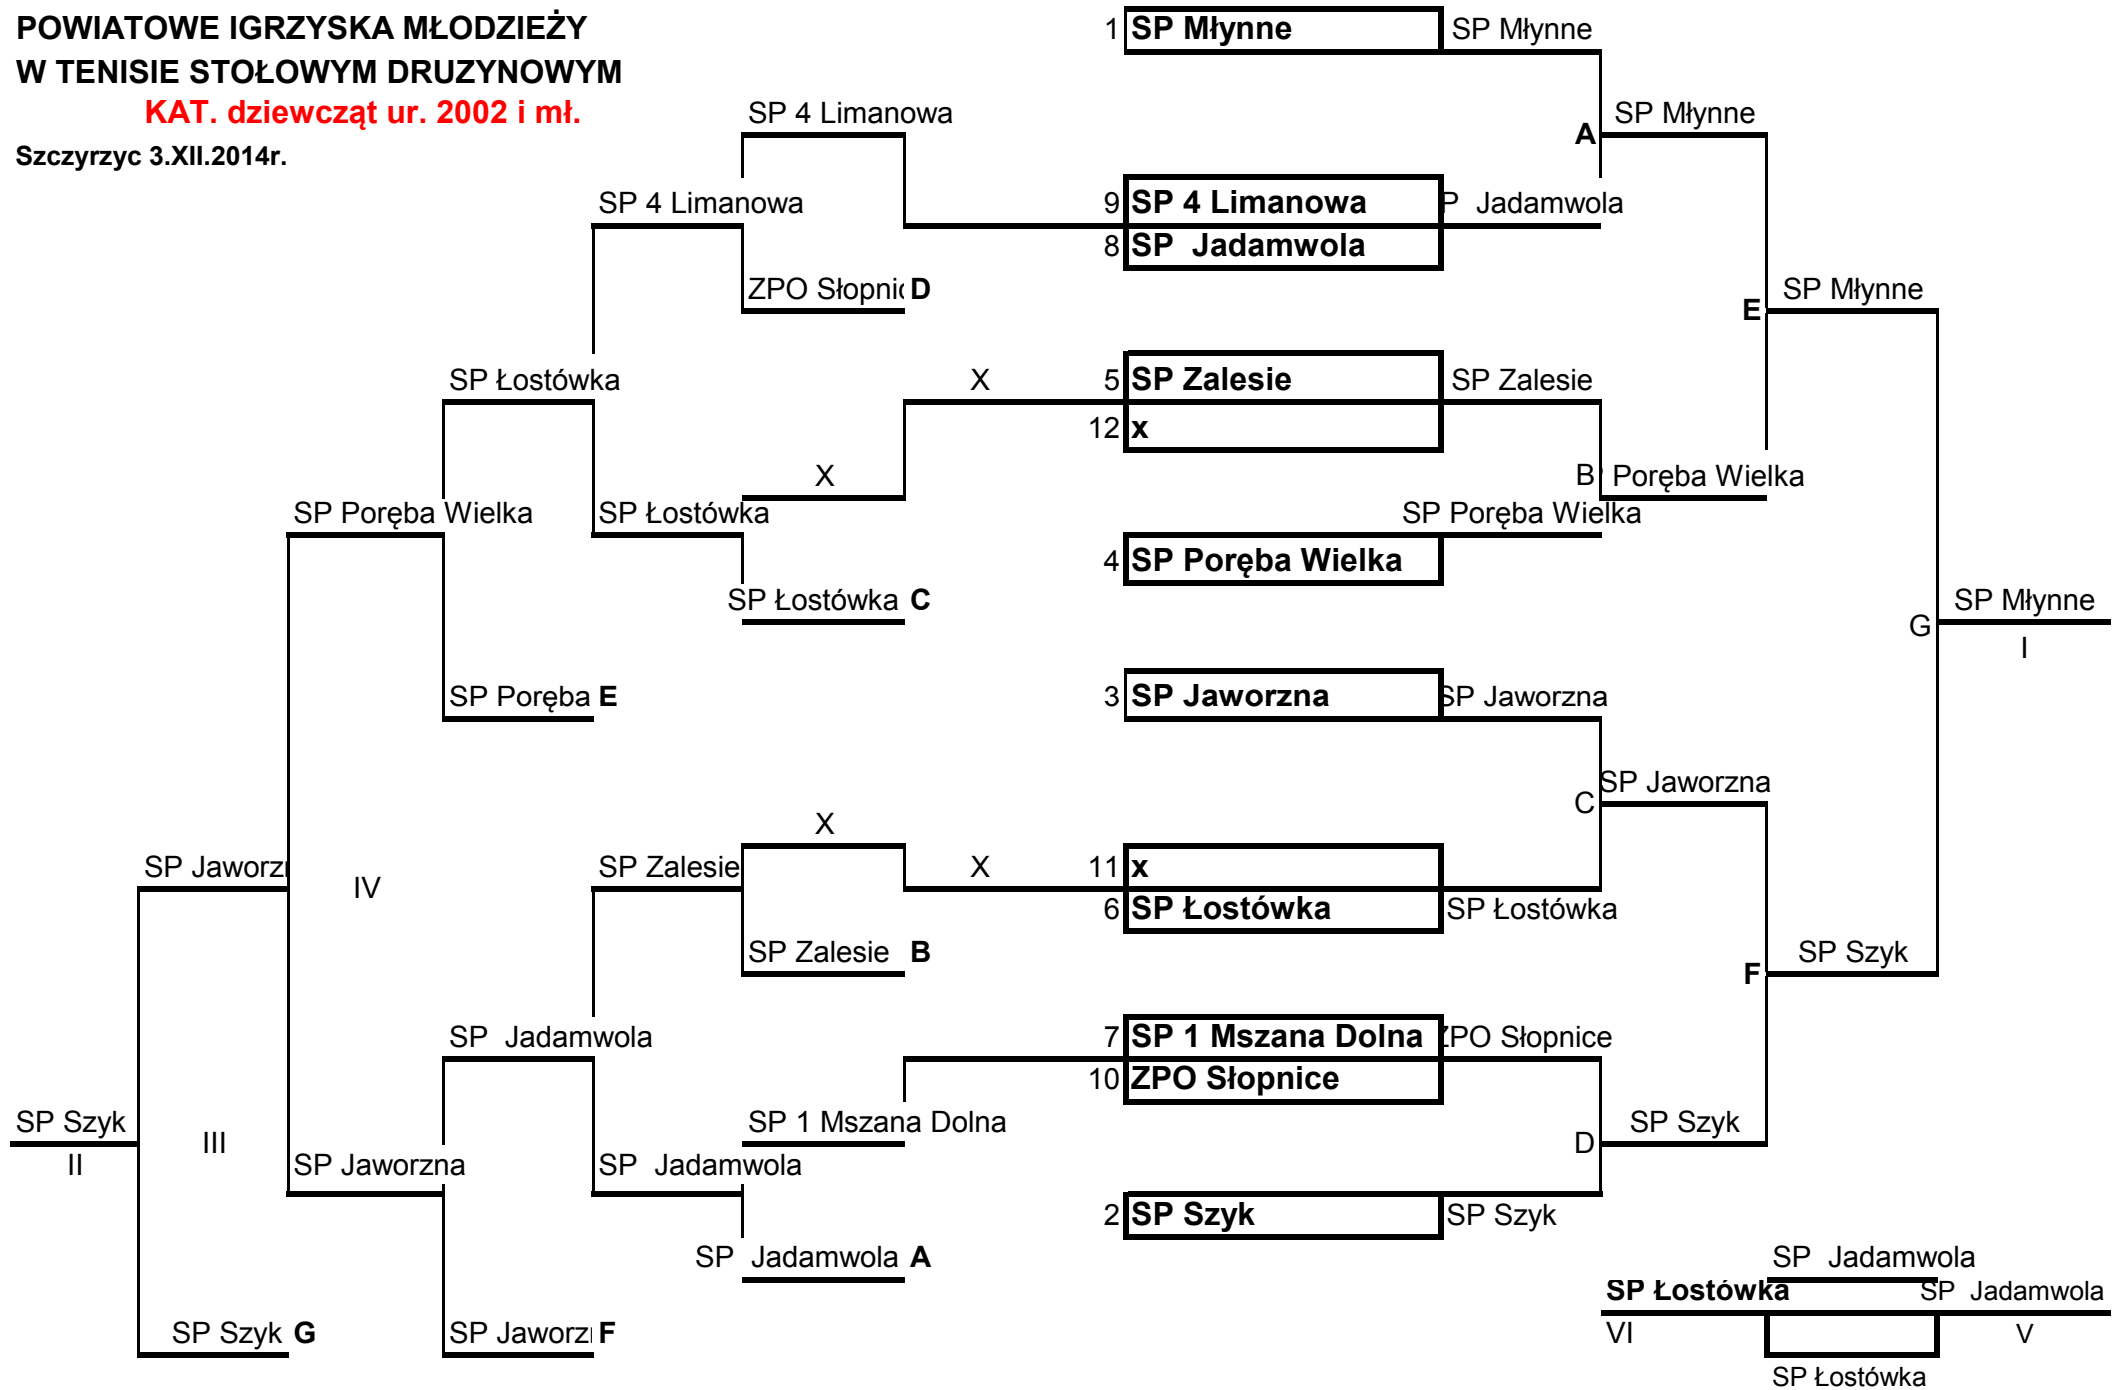 POWIATOWE IGRZYSKA MŁODZIEŻY
W TENISIE STOŁOWYM DRUZYNOWYM
KAT. dziewcząt ur. 2002 i mł.
Szczyrzyc 3.XII.2014r.
1 SP Młynne SP Młynne
SP 4 Limanowa A SP Młynne
SP 4 Limanowa 9 SP 4 Limanowa P Jadamwola
8 SP Jadamwola
ZPO Słopnic D E SP Młynne
SP Łostówka X 5 SP Zalesie SP Zalesie
12 x
X B Poręba Wielka
SP Poręba Wielka SP Łostówka SP Poręba Wielka
4 SP Poręba Wielka
SP Łostówka C SP Młynne
G
I
SP Poręba E 3 SP Jaworzna SP Jaworzna
C SP Jaworzna
X
SP Jaworz SP Zalesie X 11 x
IV
6 SP Łostówka SP Łostówka
SP Zalesie B F SP Szyk
SP Jadamwola 7 SP 1 Mszana Dolna ZPO Słopnice
10 ZPO Słopnice
SP Szyk SP 1 Mszana Dolna D SP Szyk
II III
SP Jaworzna SP Jadamwola
2 SP Szyk SP Szyk
SP Jadamwola A SP Jadamwola
SP Łostówka SP Jadamwola
SP Szyk G SP Jaworz F VI V
SP Łostówka